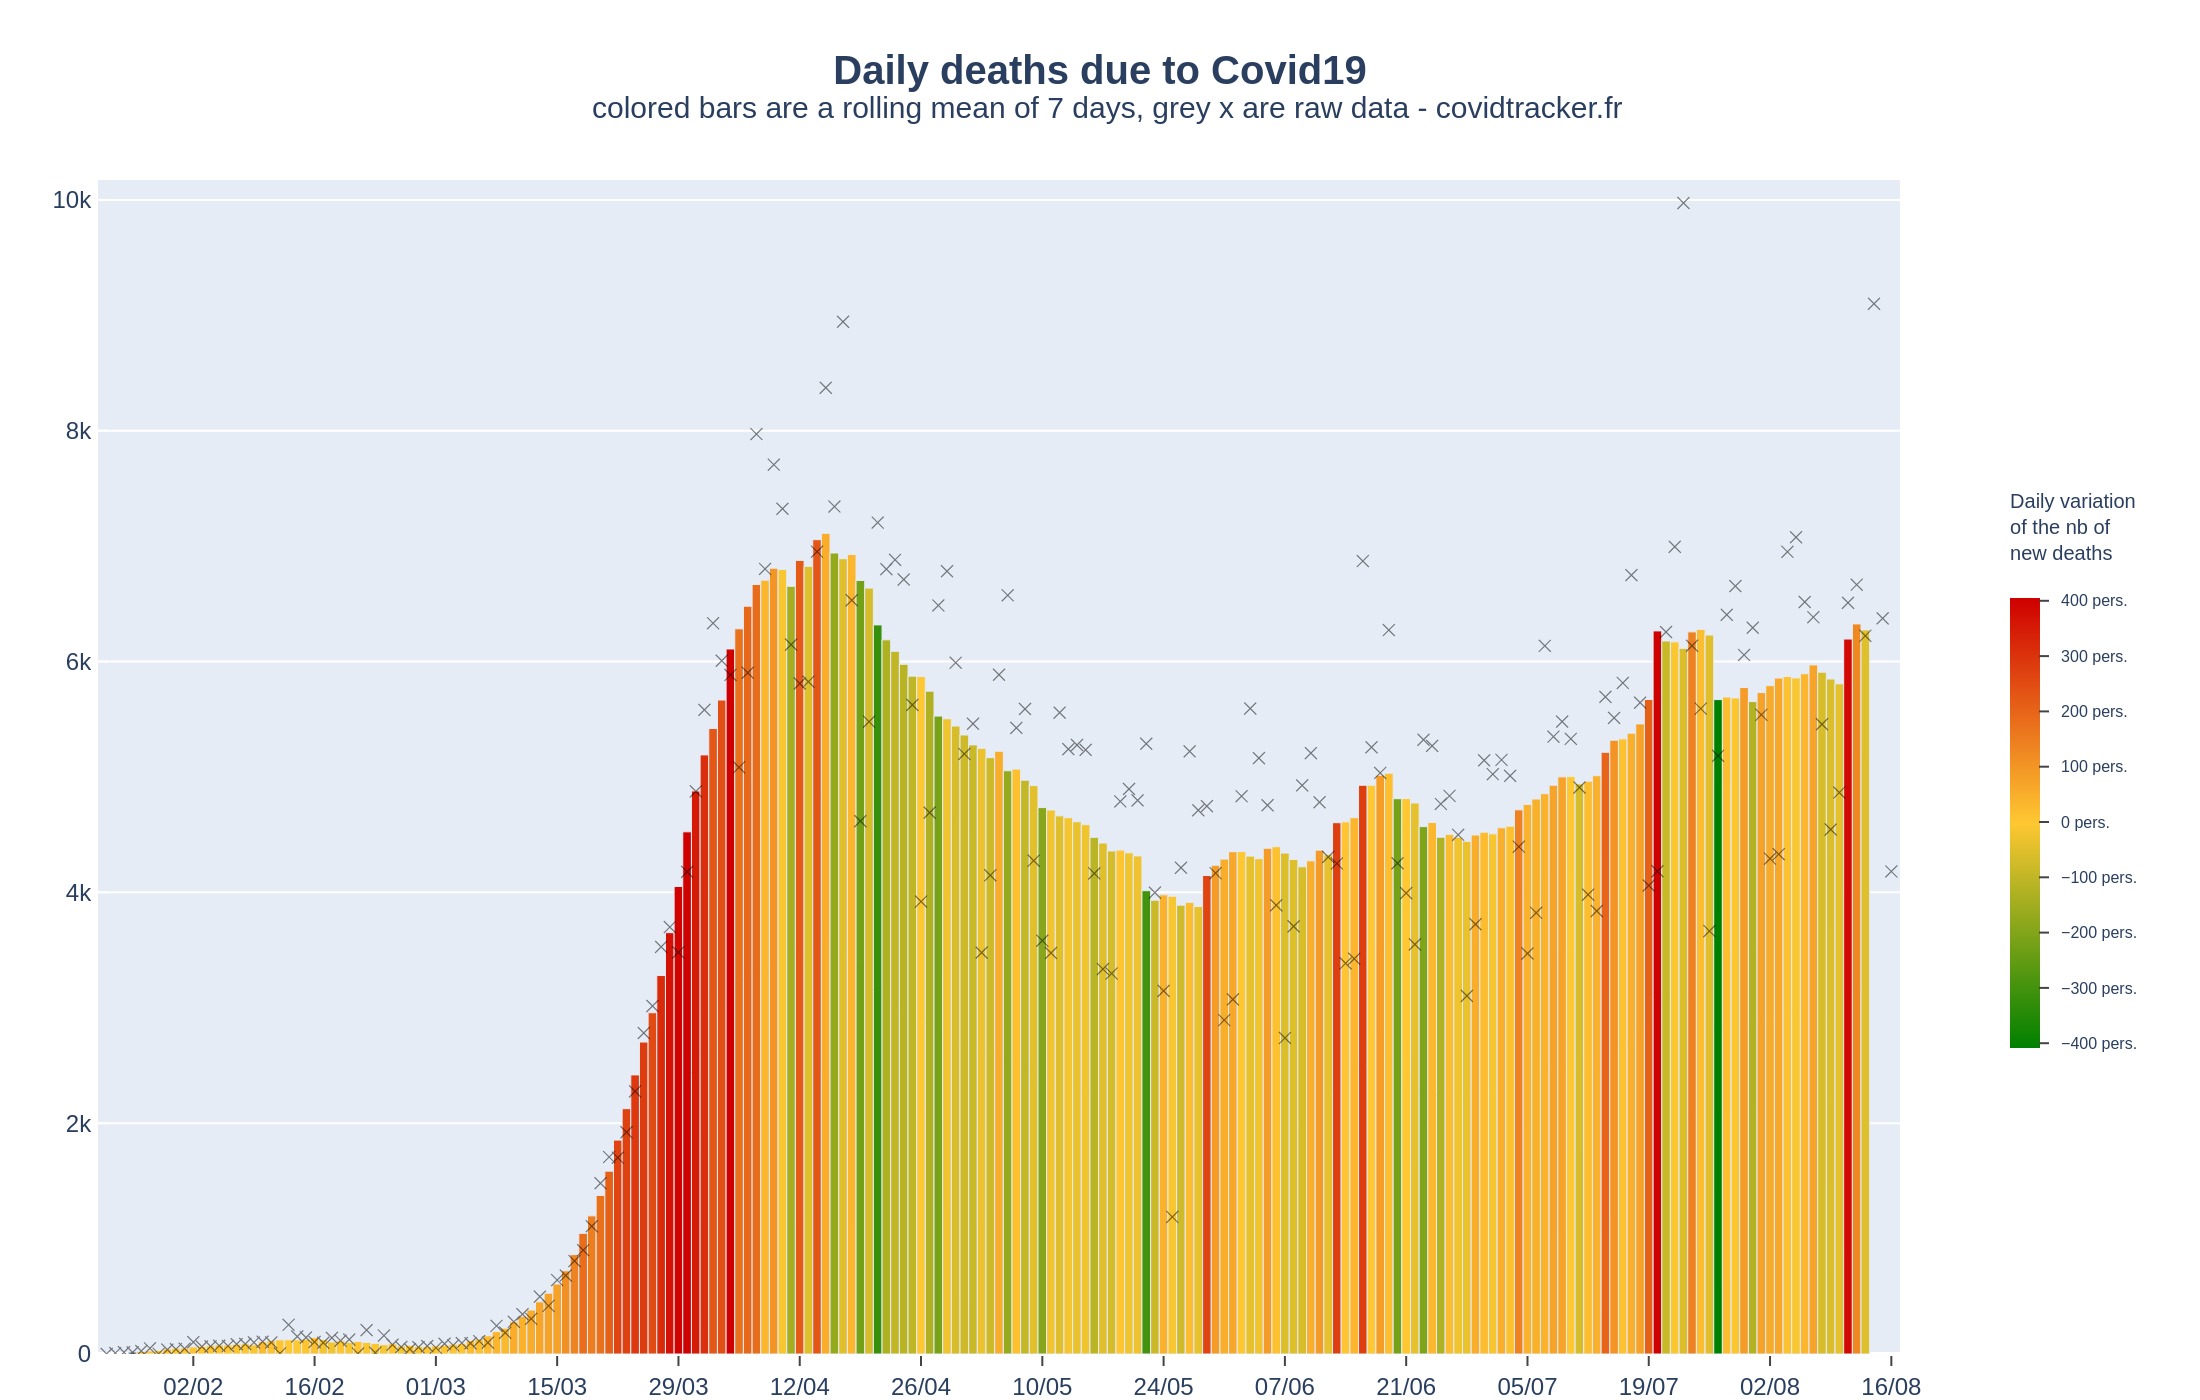 Daily deaths due to Covid19
colored bars are a rolling mean of 7 days, grey x are raw data - covidtracker.fr
10k
8k
6k
4k
2k
0
02/02
16/02
01/03
15/03
29/03
12/04
26/04
10/05
24/05
07/06
21/06
05/07
19/07
02/08
16/08
Daily variation
of the nb of
new deaths
400 pers.
300 pers.
200 pers.
100 pers.
0 pers.
−100 pers.
−200 pers.
−300 pers.
−400 pers.